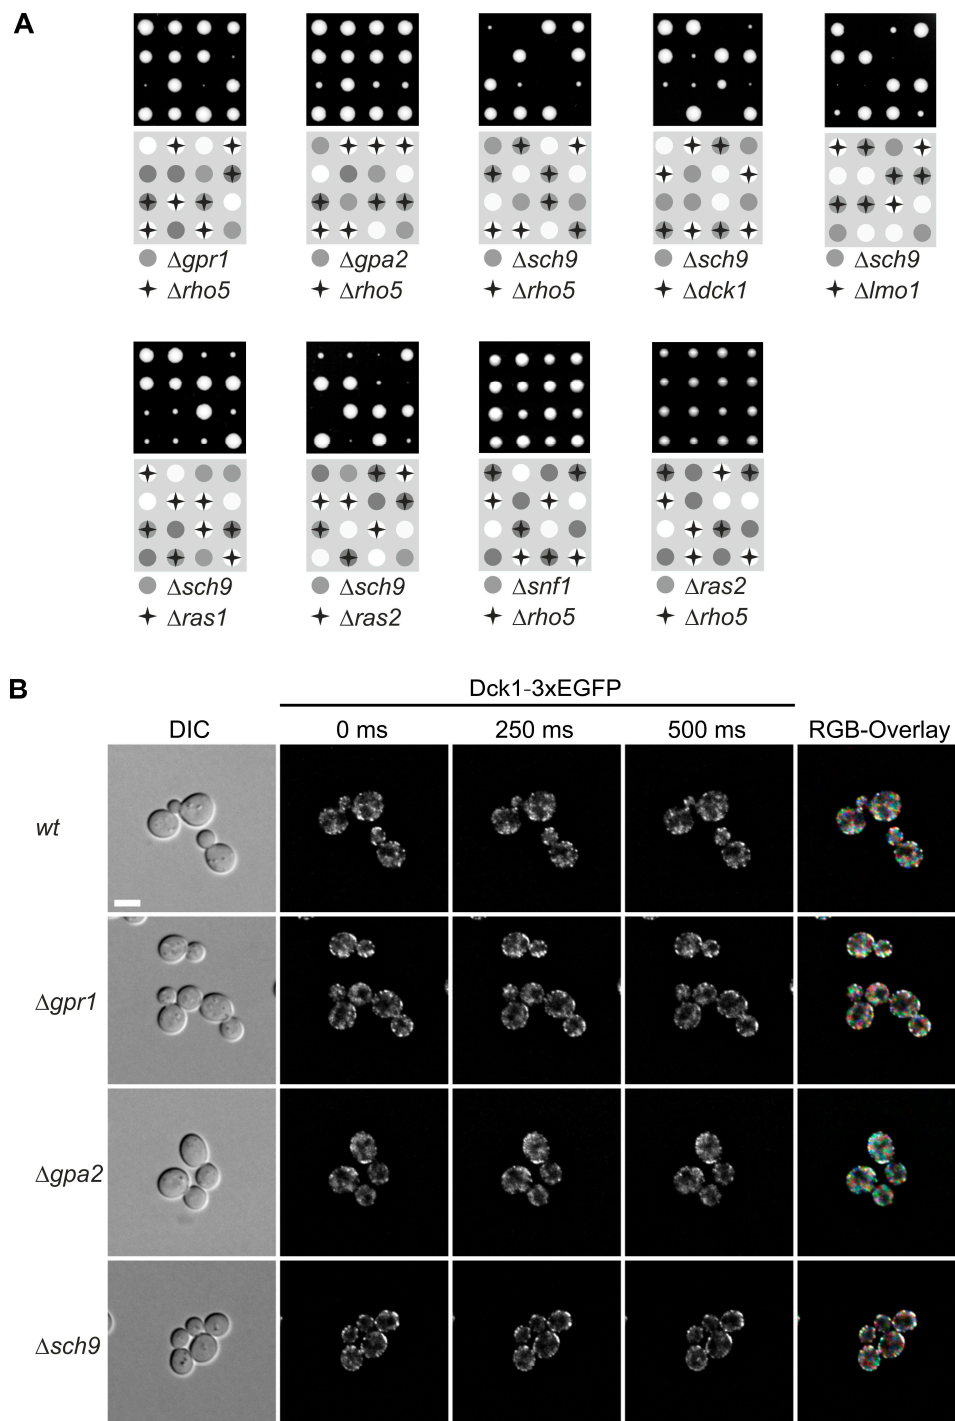 A
Δgpr1 Δgpa2 Δsch9 Δsch9 Δsch9
Δrho5 Δrho5 Δrho5 Δdck1 Δlmo1
Δsch9 Δsch9 Δsnf1 Δras2
Δras1 Δras2 Δrho5 Δrho5
B
Dck1-3xEGFP
DIC 0 ms 250 ms 500 ms RGB-Overlay
wt
Δgpr1
Δgpa2
Δsch9